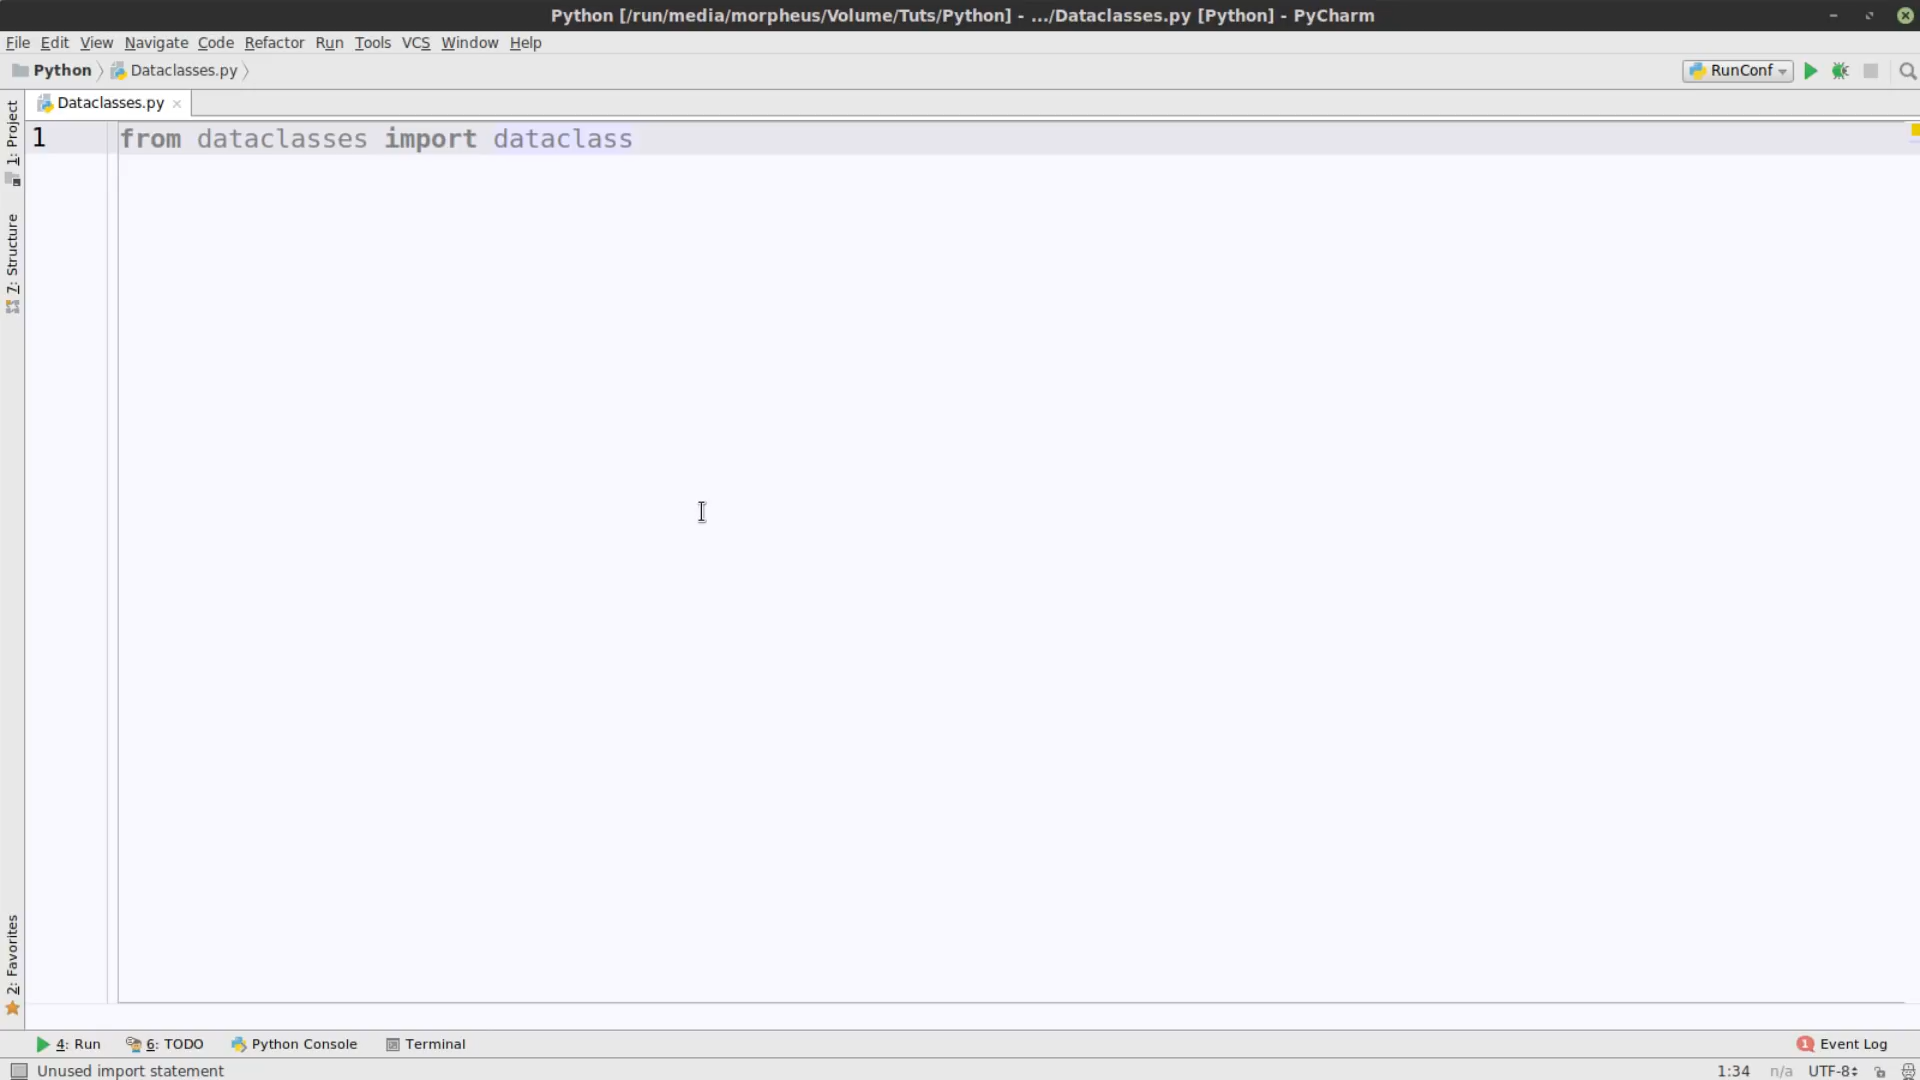 Python [/run/media/morpheus/Volume/Tuts/Python] - .../Dataclasses.py [Python] - PyCharm
File Edit View Navigate Code Refactor Run Tools VCS Window Help
Python Dataclasses.py RunConf
Dataclasses.py
1: Project
1 from dataclasses import dataclass
7: Structure
2: Favorites
4: Run 6: TODO Python Console Terminal 1 Event Log
Unused import statement 1:34 n/a UTF-8